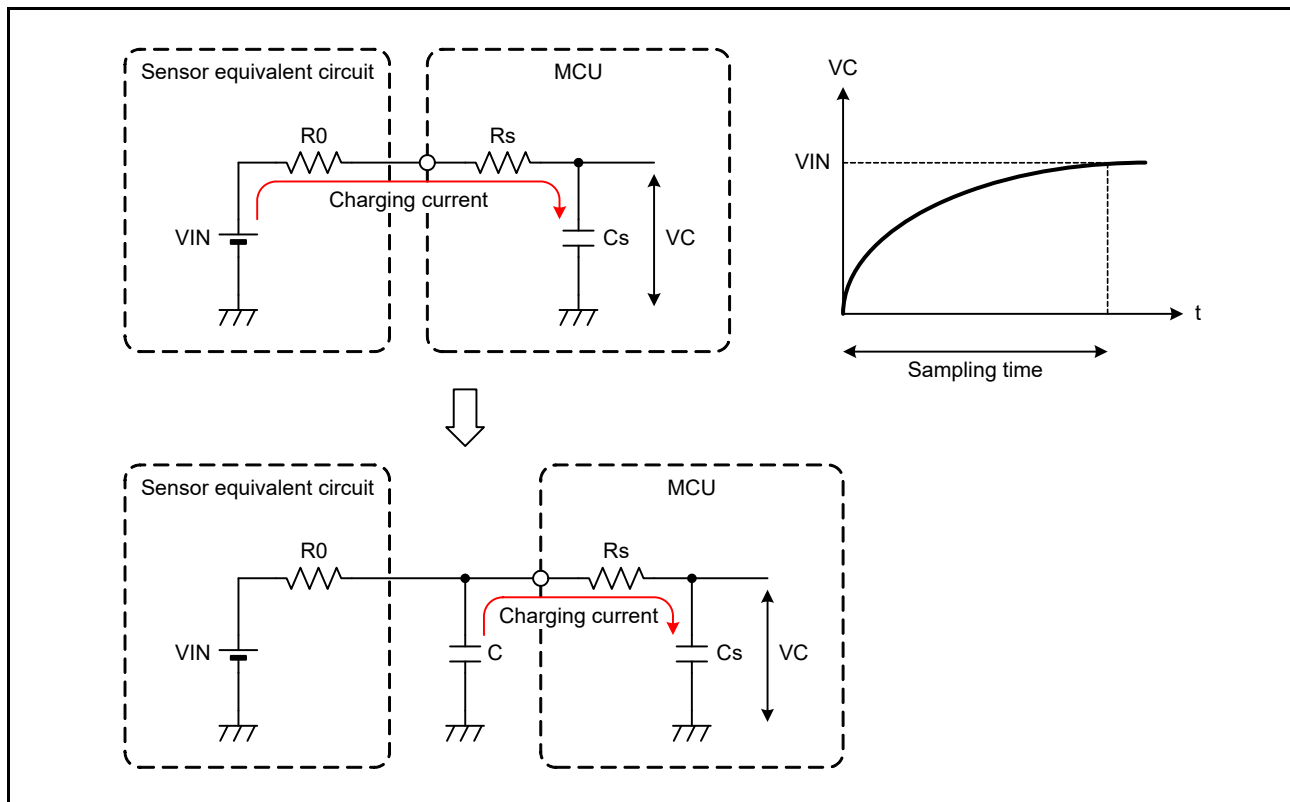 Sensor equivalent circuit
MCU
R0
Rs
Charging current
VIN
Cs
VC
VC
VIN
t
Sampling time
Sensor equivalent circuit
MCU
R0
Rs
Charging current
VIN
C
Cs
VC